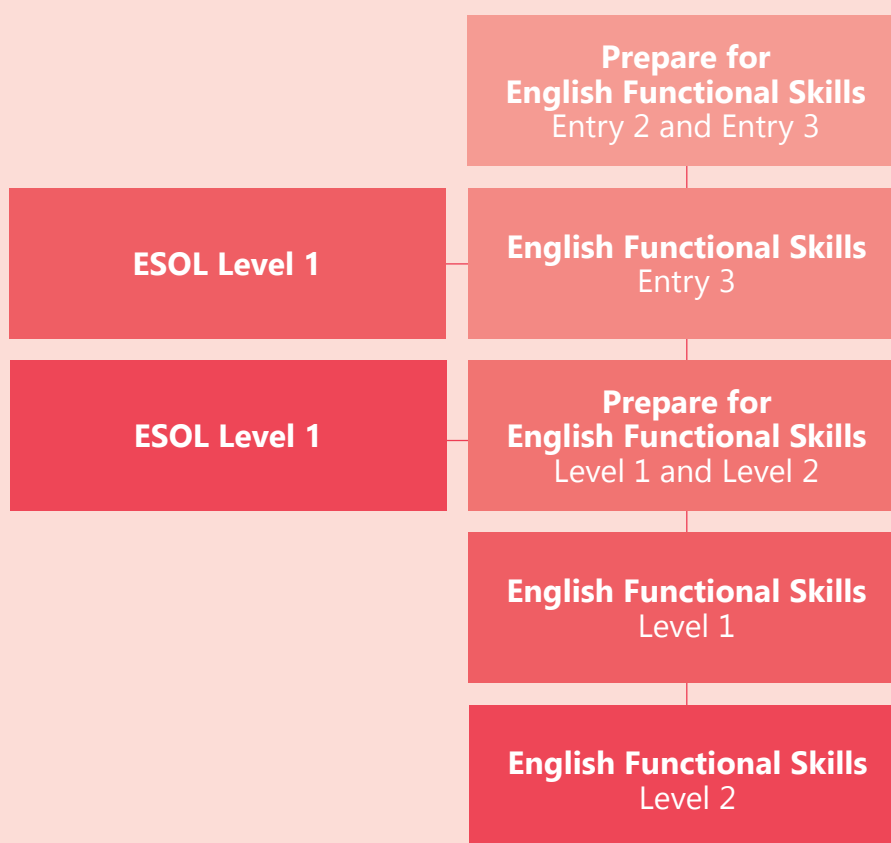 Prepare for
English Functional Skills
Entry 2 and Entry 3
ESOL Level 1
English Functional Skills
Entry 3
ESOL Level 1
Prepare for
English Functional Skills
Level 1 and Level 2
English Functional Skills
Level 1
English Functional Skills
Level 2